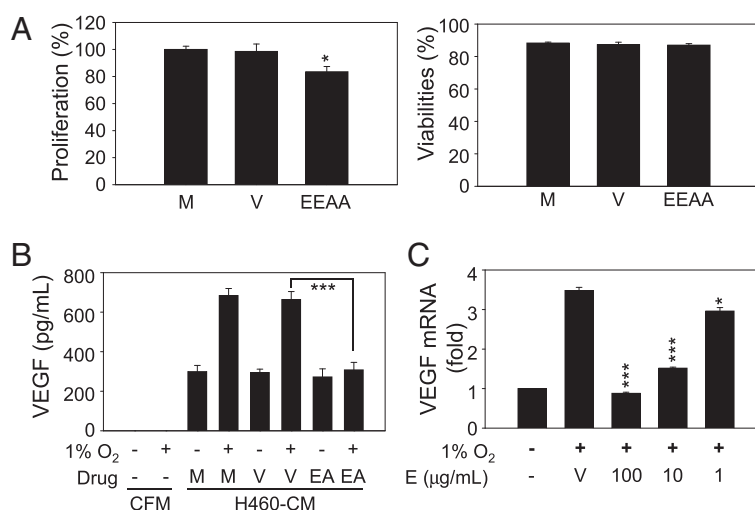 A
Proliferation (%)
120
100
80
60
40
20
0
*
M V EEAA
Viabilities (%)
100
80
60
40
20
0
M V EEAA
B
VEGF (pg/mL)
800
600
400
200
0
***
1% O2 - + - + - + - +
Drug - - M M V V EA EA
CFM H460-CM
C
VEGF mRNA
(fold)
4
3
2
1
0
***
***
*
1% O2 - + + + +
E (μg/mL) - V 100 10 1